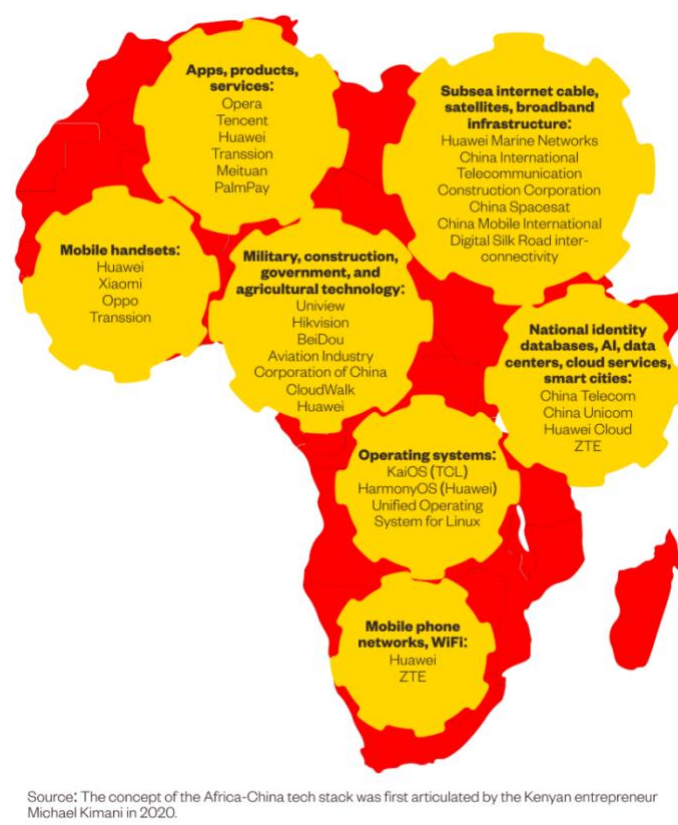 Apps, products,
services:
Opera
Tencent
Huawei
Transsion
Meituan
PalmPay
Subsea internet cable,
satellites, broadband
infrastructure:
Huawei Marine Networks
China International
Telecommunication
Construction Corporation
China Spacesat
China Mobile International
Digital Silk Road inter-
connectivity
Mobile handsets:
Huawei
Xiaomi
Oppo
Transsion
Military, construction,
government, and
agricultural technology:
Uniview
Hikvision
BeiDou
Aviation Industry
Corporation of China
CloudWalk
Huawei
National identity
databases, AI, data
centers, cloud services,
smart cities:
China Telecom
China Unicom
Huawei Cloud
ZTE
Operating systems:
KaiOS (TCL)
HarmonyOS (Huawei)
Unified Operating
System for Linux
Mobile phone
networks, WiFi:
Huawei
ZTE
Source: The concept of the Africa-China tech stack was first articulated by the Kenyan entrepreneur
Michael Kimani in 2020.